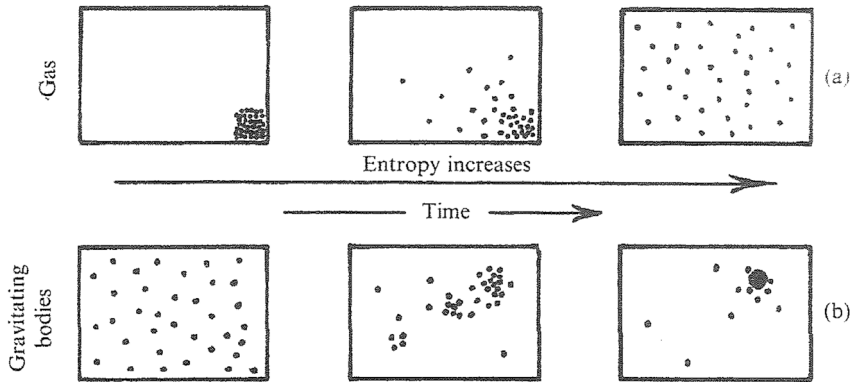 Gas
(a)
Entropy increases
Time
Gravitating
bodies
(b)